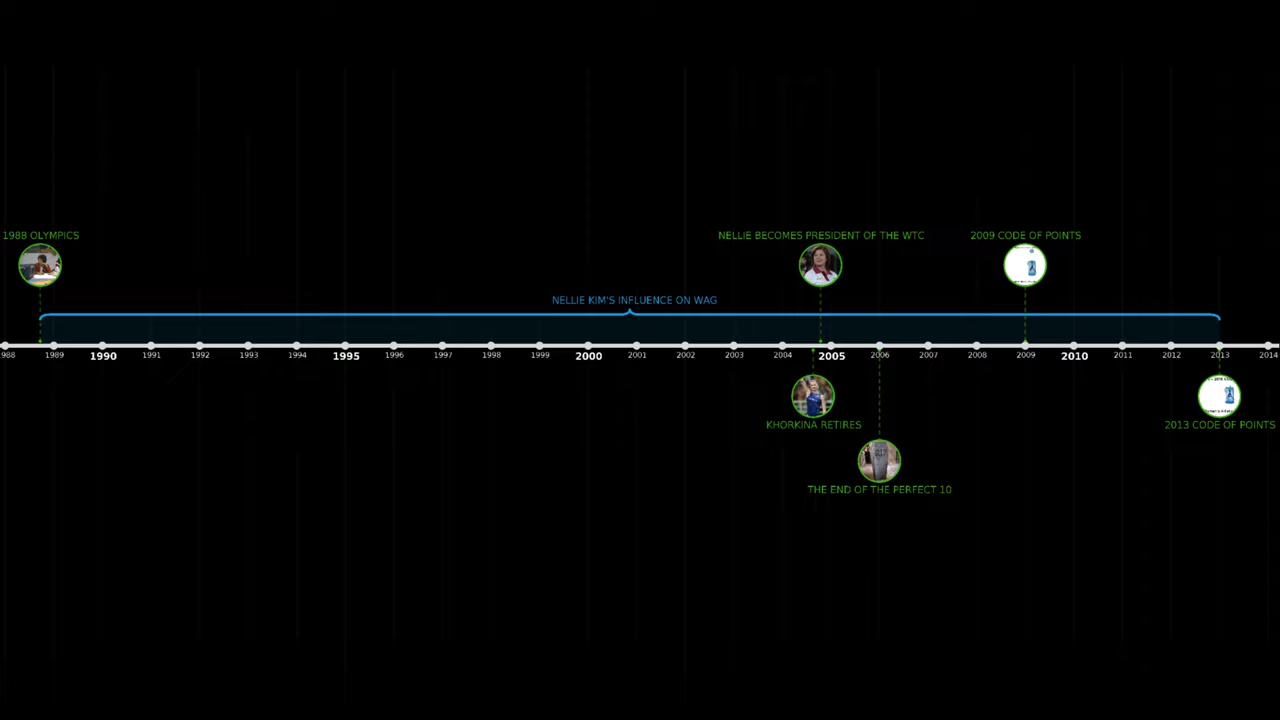 1988 OLYMPICS
NELLIE BECOMES PRESIDENT OF THE WTC
2009 CODE OF POINTS
NELLIE KIM'S INFLUENCE ON WAG
1988 1989 1990 1991 1992 1993 1994 1995 1996 1997 1998 1999 2000 2001 2002 2003 2004 2005 2006 2007 2008 2009 2010 2011 2012 2013 2014
KHORKINA RETIRES
2013 CODE OF POINTS
THE END OF THE PERFECT 10